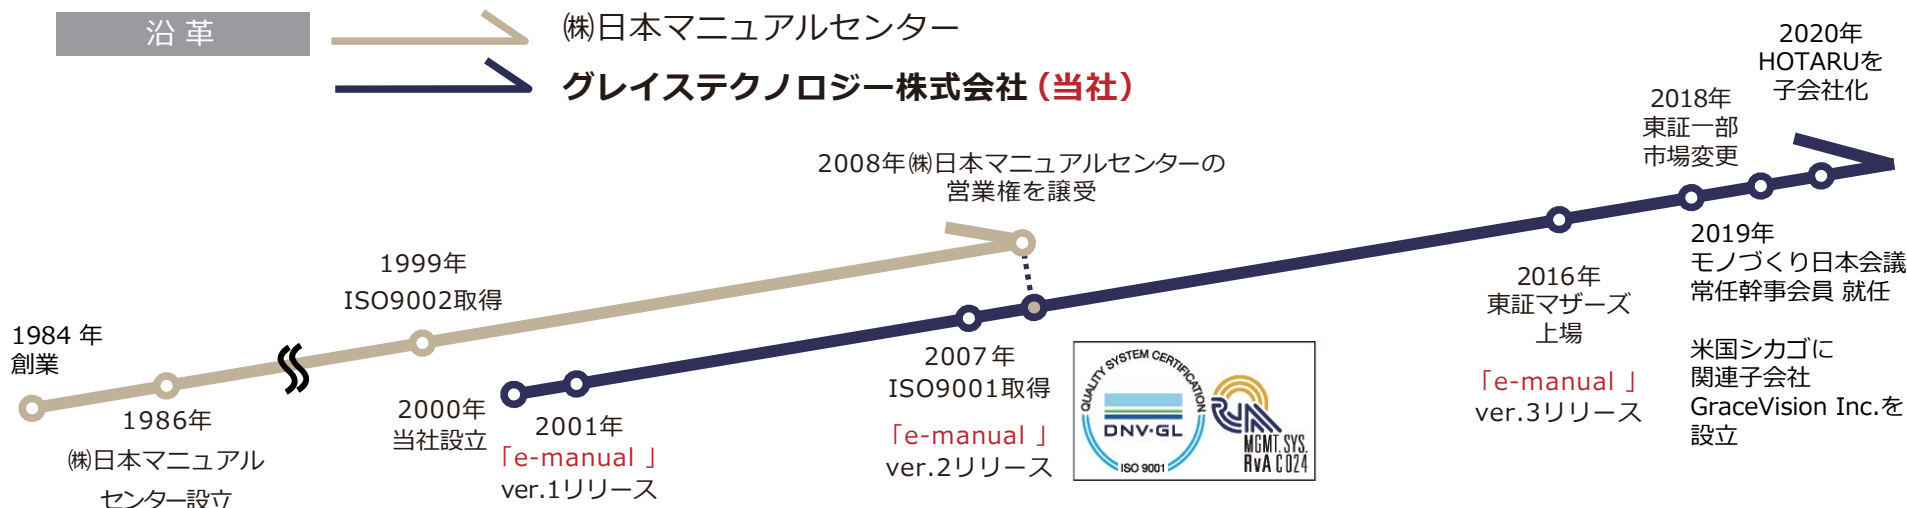 沿革
㈱日本マニュアルセンター
グレイステクノロジー株式会社（当社）
1984 年
創業
1986年
㈱日本マニュアル
センター設立
1999年
ISO9002取得
2000年
当社設立
2001年
「e-manual 」
ver.1リリース
2007年
ISO9001取得
「e-manual 」
ver.2リリース
2008年㈱日本マニュアルセンターの
営業権を譲受
QUALITY SYSTEM CERTIFICATION
DNV·GL
ISO 9001
RvA
MGMT. SYS.
RvA C 024
2016年
東証マザーズ
上場
「e-manual 」
ver.3リリース
2018年
東証一部
市場変更
2019年
モノづくり日本会議
常任幹事会員 就任
米国シカゴに
関連子会社
GraceVision Inc.を
設立
2020年
HOTARUを
子会社化